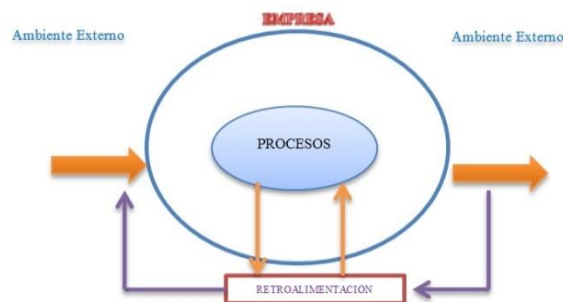 EMPRESA
Ambiente Externo
Ambiente Externo
PROCESOS
RETROALIMENTACIÓN